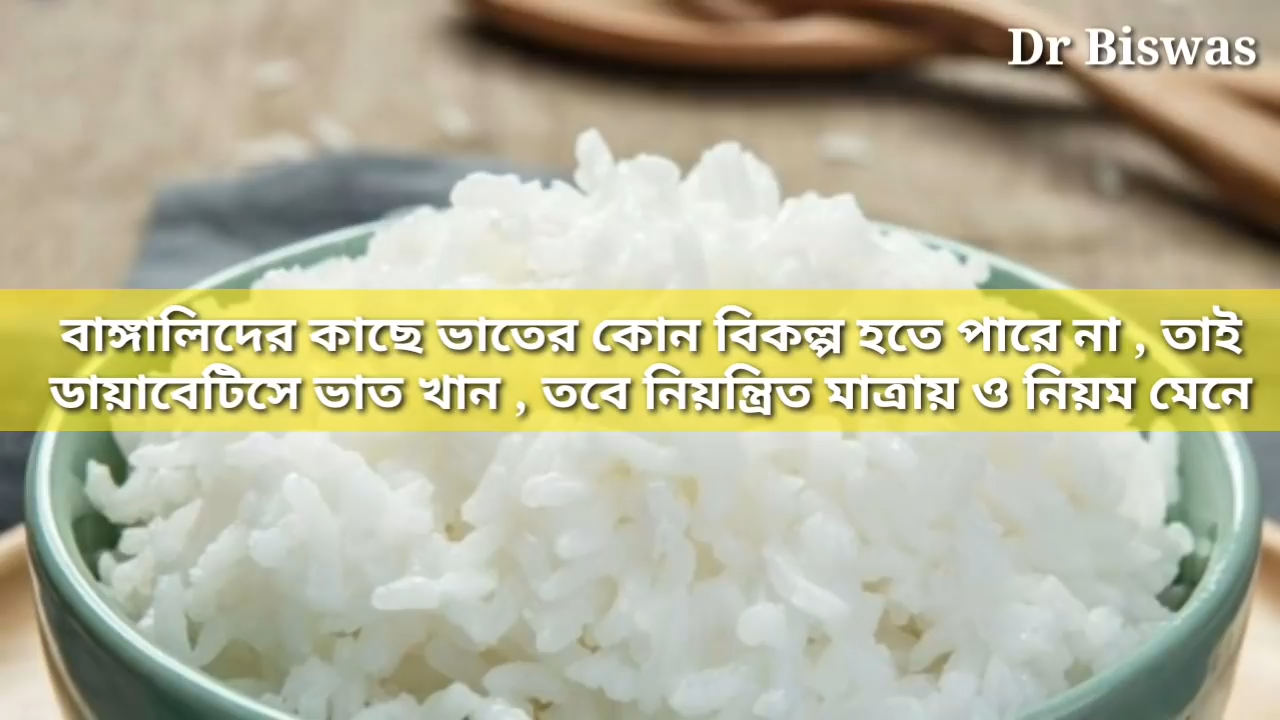 Dr Biswas
বাঙ্গালিদের কাছে ভাতের কোন বিকল্প হতে পারে না , তাই
ডায়াবেটিসে ভাত খান , তবে নিয়ন্ত্রিত মাত্রায় ও নিয়ম মেনে